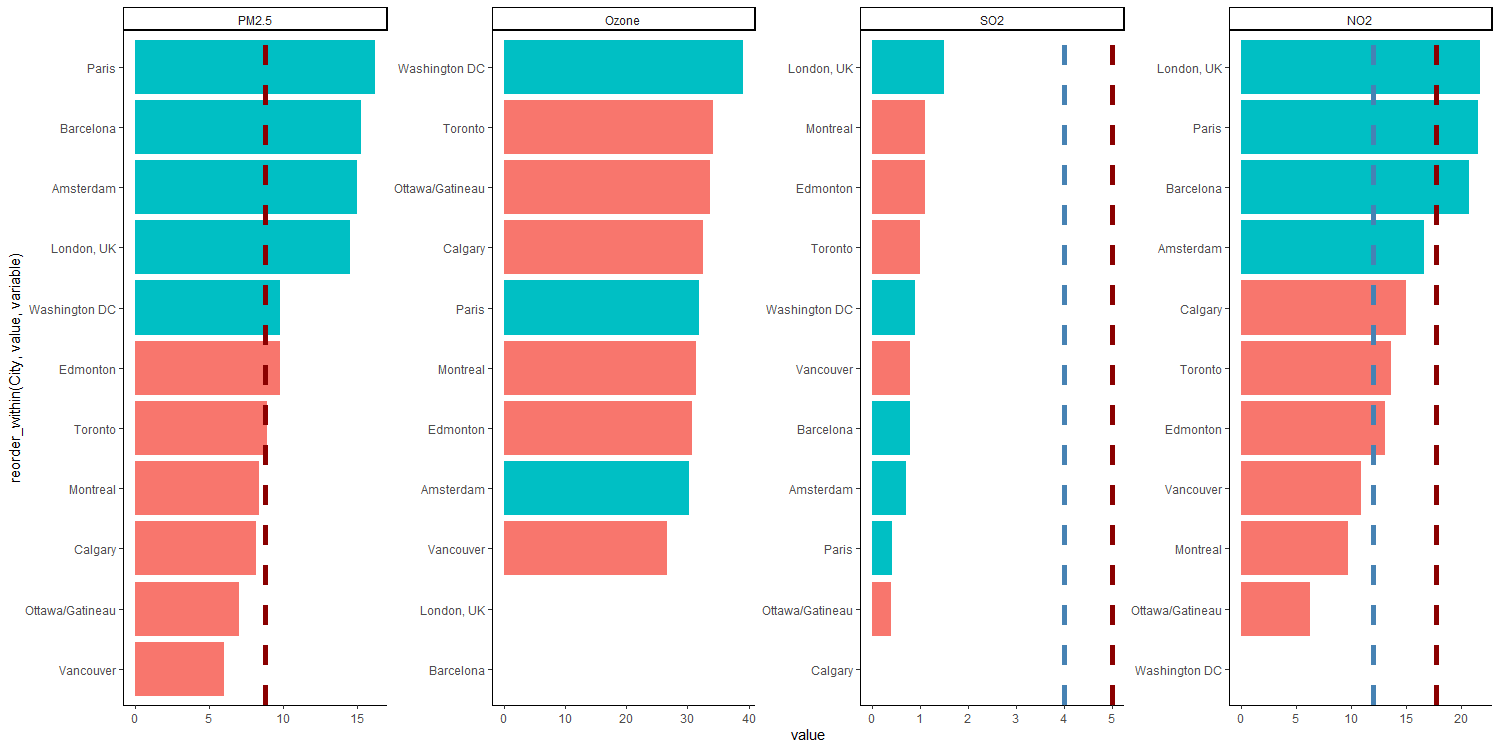 PM2.5
Ozone
SO2
NO2
reorder_within(City, value, variable)
Paris
Barcelona
Amsterdam
London, UK
Washington DC
Edmonton
Toronto
Montreal
Calgary
Ottawa/Gatineau
Vancouver
0 5 10 15
Washington DC
Toronto
Ottawa/Gatineau
Calgary
Paris
Montreal
Edmonton
Amsterdam
Vancouver
London, UK
Barcelona
0 10 20 30 40
London, UK
Montreal
Edmonton
Toronto
Washington DC
Vancouver
Barcelona
Amsterdam
Paris
Ottawa/Gatineau
Calgary
0 1 2 3 4 5
London, UK
Paris
Barcelona
Amsterdam
Calgary
Toronto
Edmonton
Vancouver
Montreal
Ottawa/Gatineau
Washington DC
0 5 10 15 20
value